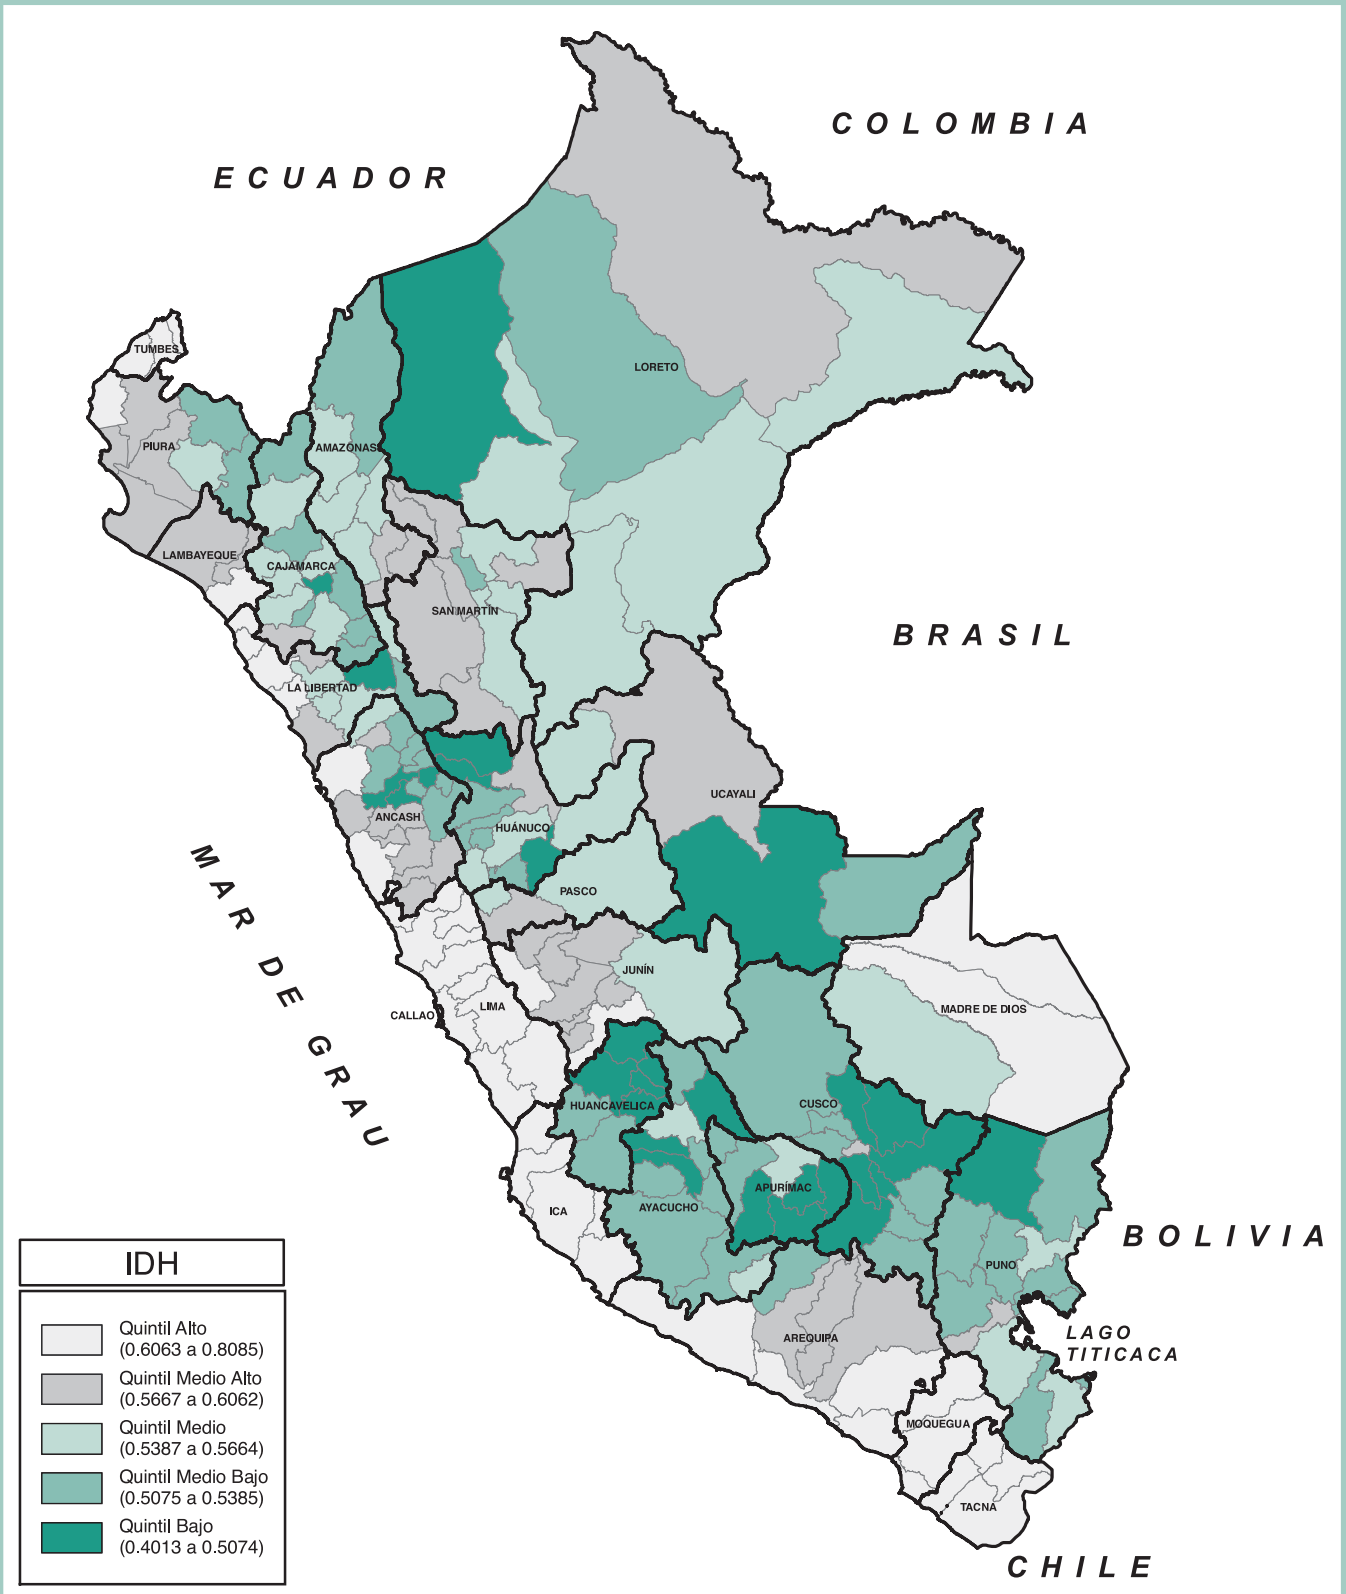 COLOMBIA
ECUADOR
TUMBES
LORETO
PIURA
AMAZONAS
LAMBAYEQUE
CAJAMARCA
SAN MARTÍN
BRASIL
LA LIBERTAD
UCAYALI
ANCASH
HUÁNUCO
PASCO
MAR DE GRAU
JUNÍN
LIMA
MADRE DE DIOS
CALLAO
HUANCAVELICA
CUSCO
APURÍMAC
AYACUCHO
ICA
BOLIVIA
PUNO
LAGO
TITICACA
AREQUIPA
MOQUEGUA
TACNA
CHILE
IDH
Quintil Alto
(0.6063 a 0.8085)
Quintil Medio Alto
(0.5667 a 0.6062)
Quintil Medio
(0.5387 a 0.5664)
Quintil Medio Bajo
(0.5075 a 0.5385)
Quintil Bajo
(0.4013 a 0.5074)